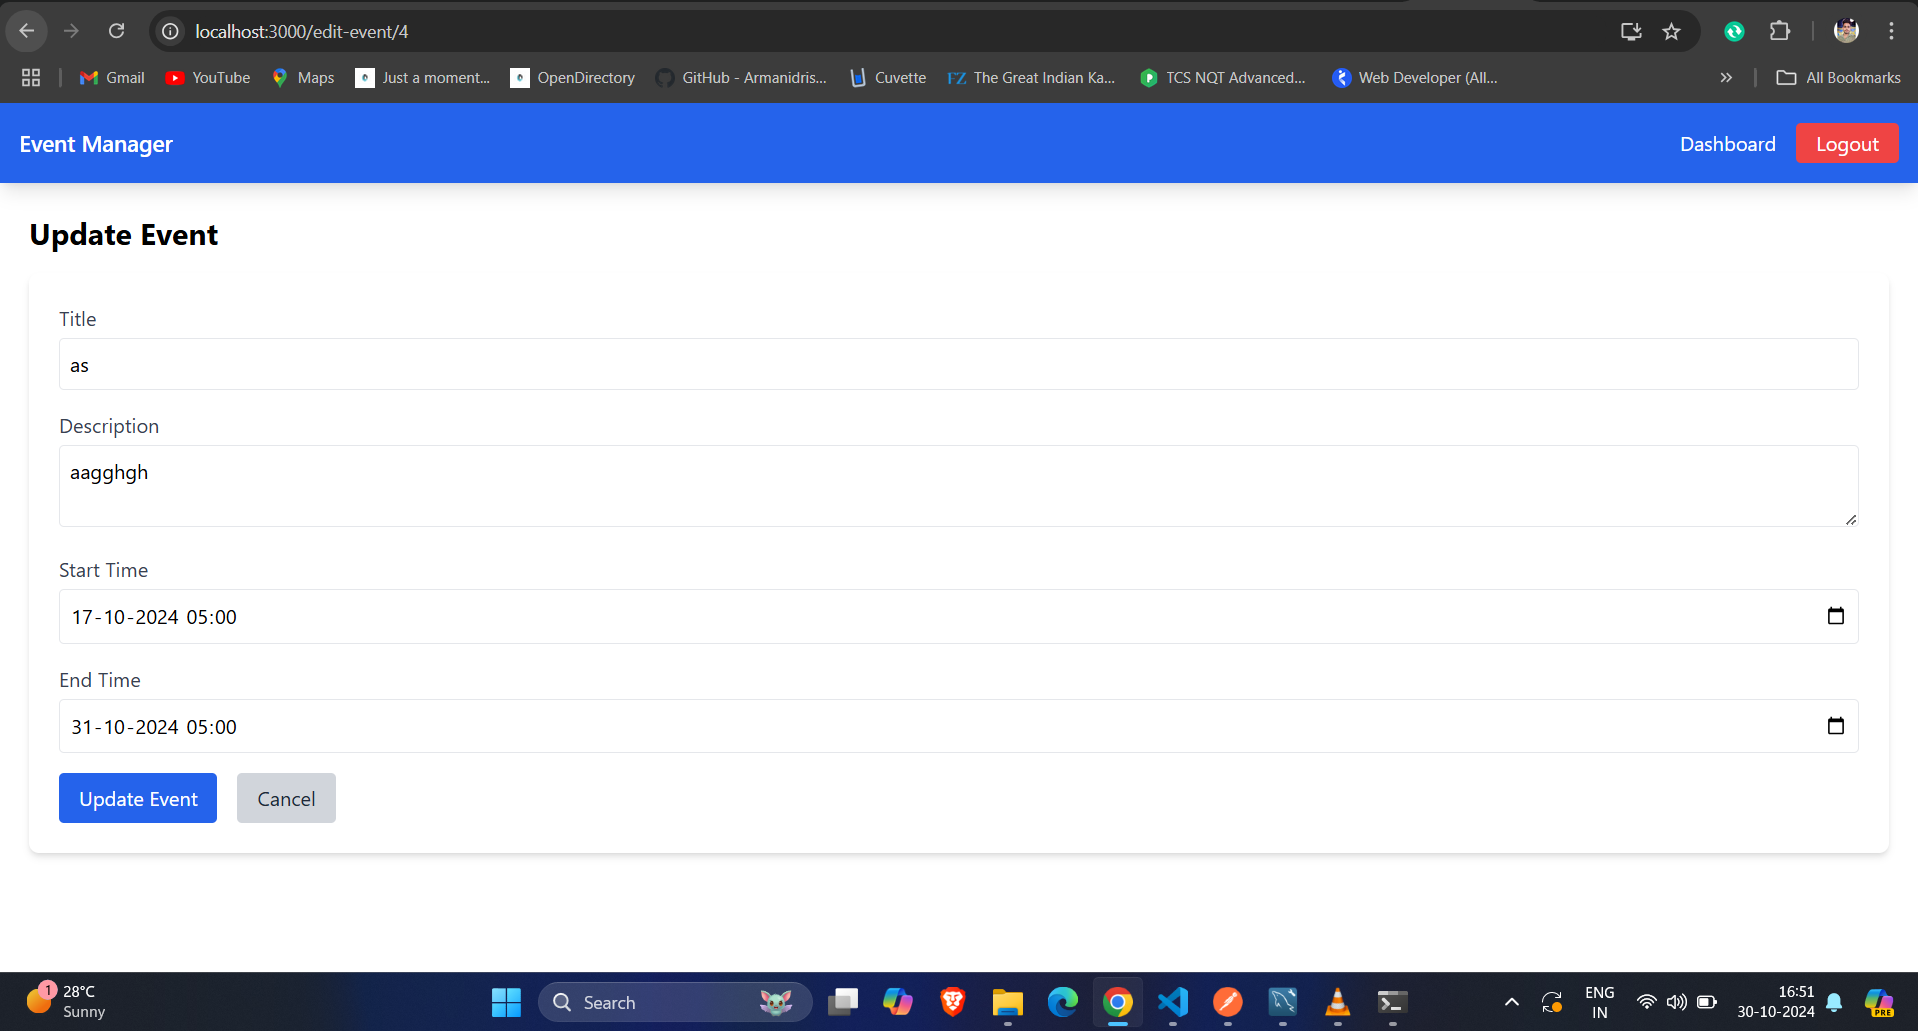 localhost:3000/edit-event/4
Gmail YouTube Maps Just a moment... OpenDirectory GitHub - Armanidris... Cuvette FZ The Great Indian Ka... TCS NQT Advanced... Web Developer (All... All Bookmarks
Event Manager Dashboard Logout
Update Event
Title
as
Description
aagghgh
Start Time
17-10-2024 05:00
End Time
31-10-2024 05:00
Update Event Cancel
1 28°C
Sunny
Search
ENG
IN
16:51
30-10-2024
PRE